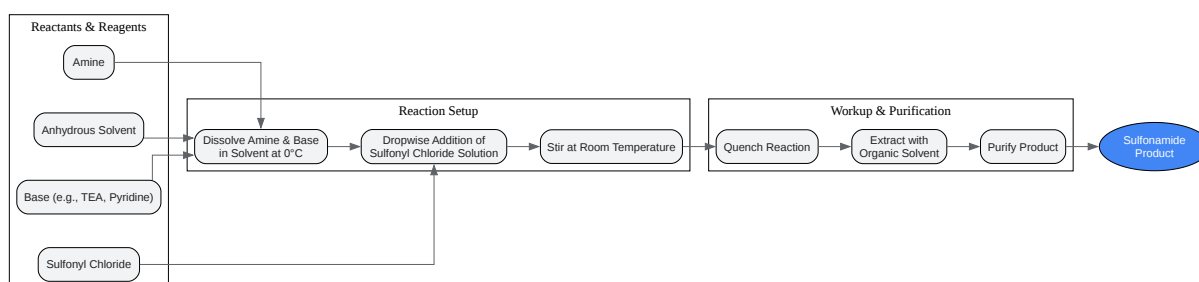 Reactants & Reagents
Amine
Anhydrous Solvent
Base (e.g., TEA, Pyridine)
Sulfonyl Chloride
Reaction Setup
Dissolve Amine & Base
in Solvent at 0°C
Dropwise Addition of
Sulfonyl Chloride Solution
Stir at Room Temperature
Workup & Purification
Quench Reaction
Extract with
Organic Solvent
Purify Product
Sulfonamide
Product